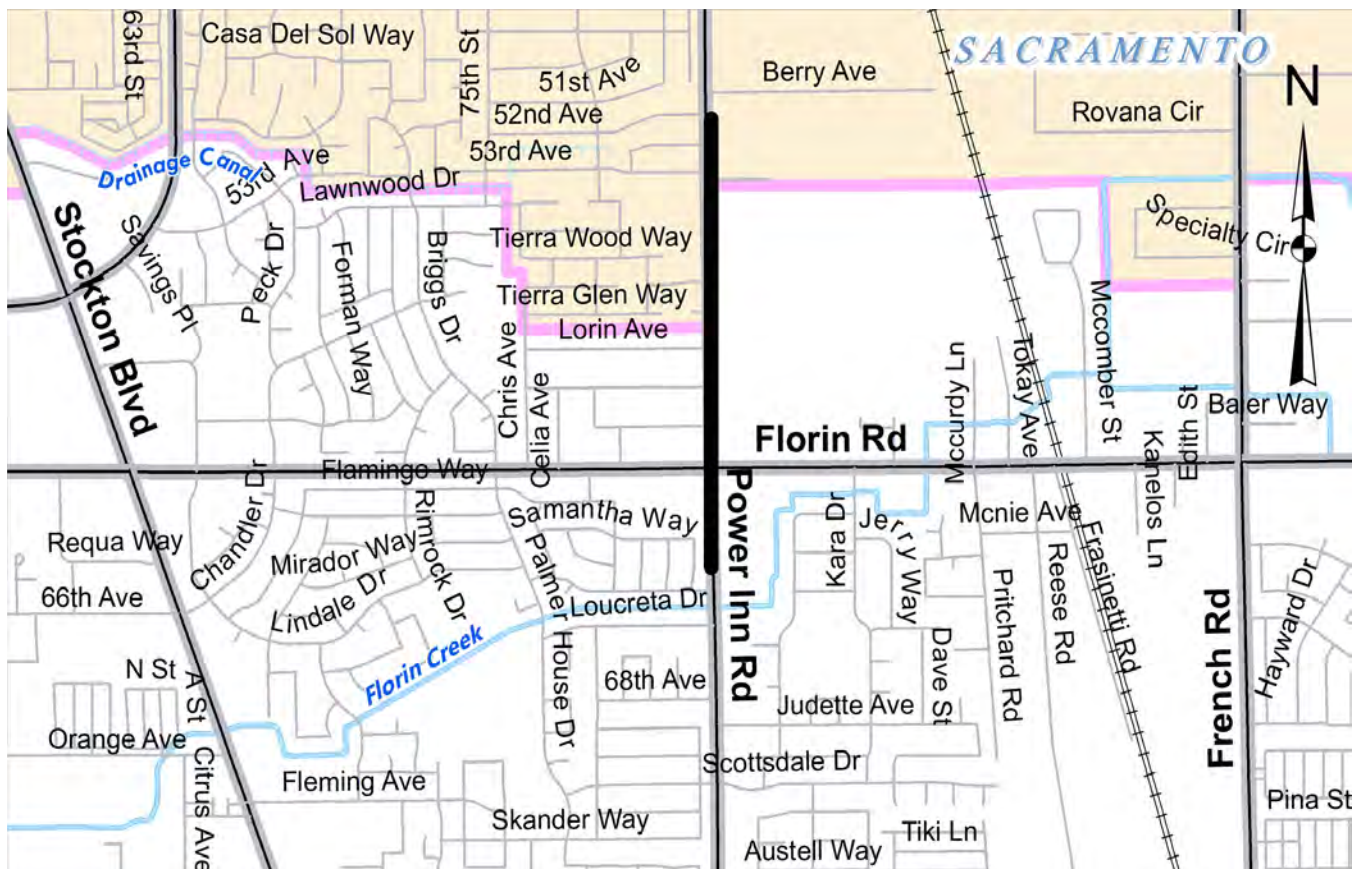 63rd St
Casa Del Sol Way
75th St
51st Ave
Berry Ave
SACRAMENTO
N
52nd Ave
Rovana Cir
53rd Ave
Drainage Canal
53rd Ave
Lawnwood Dr
Stockton Blvd
Savings Pl
Peck Dr
Forman Way
Briggs Dr
Tierra Wood Way
Specialty Cir
Tierra Glen Way
Lorin Ave
Chris Ave
Celia Ave
Mccurdy Ln
Tokay Ave
Mccomber St
Kanelos Ln
Edith St
Baier Way
Florin Rd
Flamingo Way
Chandler Dr
Rimrock Dr
Samantha Way
Power Inn Rd
Kara Dr
Jerry Way
Mcnie Ave
Requa Way
Mirador Way
Lindale Dr
Palmer House Dr
Pritchard Rd
Reese Rd
Frasinetti Rd
French Rd
Hayward Dr
66th Ave
Loucreta Dr
Florin Creek
Dave St
N St
A St
68th Ave
Judette Ave
Orange Ave
Citrus Ave
Fleming Ave
Scottsdale Dr
Skander Way
Tiki Ln
Pina St
Austell Way